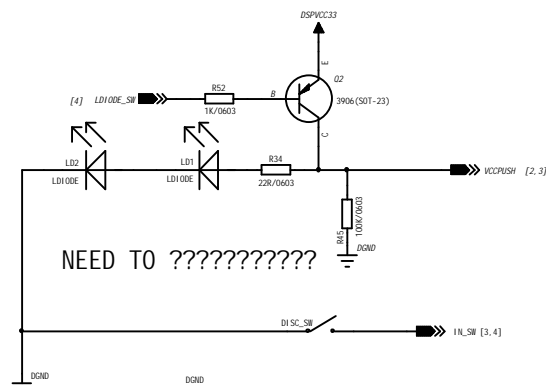 DSPVCC33
E
Q2
R52
B
[4] LDIODE_SW
3906(SOT-23)
1K/0603
C
LD2
LD1
R34
LDIODE
LDIODE
22R/0603
VCCPUSH [2,3]
R45
100K/0603
DGND
NEED TO ???????????
DISC_SW
IN_SW [3,4]
DGND
DGND